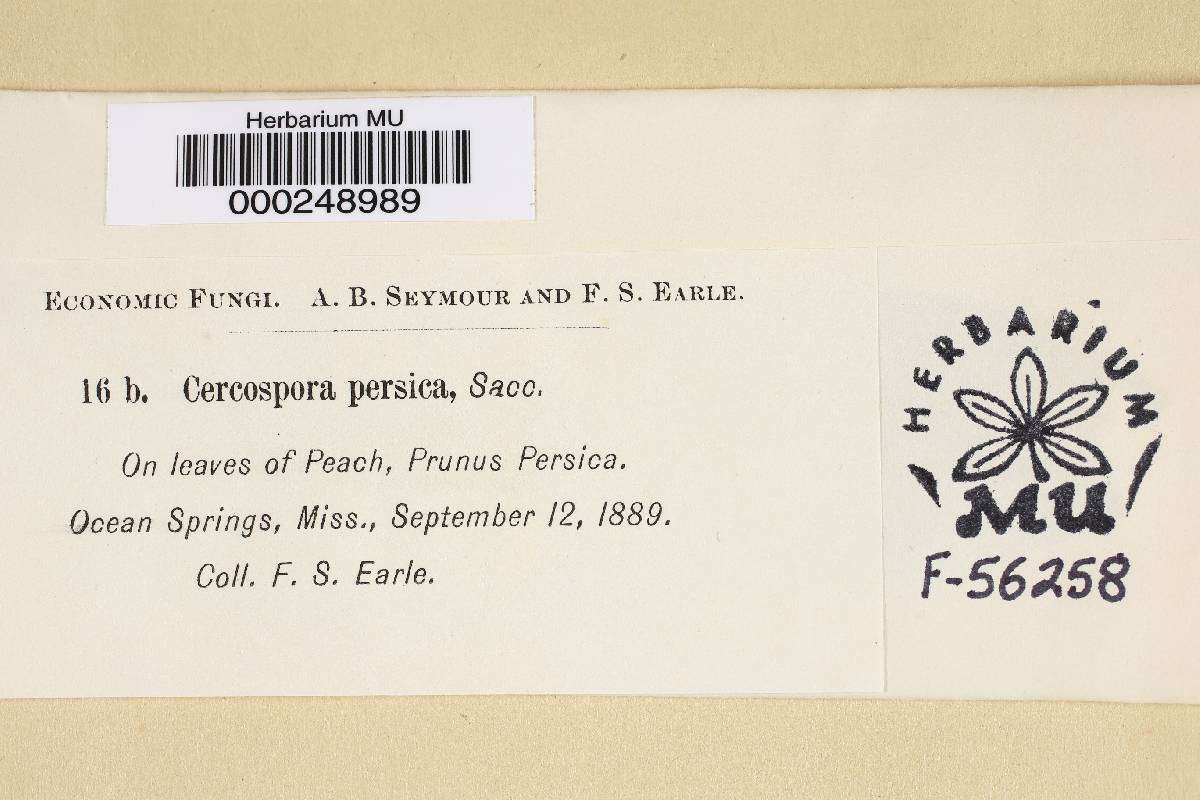 Herbarium MU
000248989
ECONOMIC FUNGI. A. B. SEYMOUR AND F. S. EARLE.
16 b. Cercospora persica, Sacc.
On leaves of Peach, Prunus Persica.
Ocean Springs, Miss., September 12, 1889.
Coll. F. S. Earle.
HERBARIUM
MU
F-56258